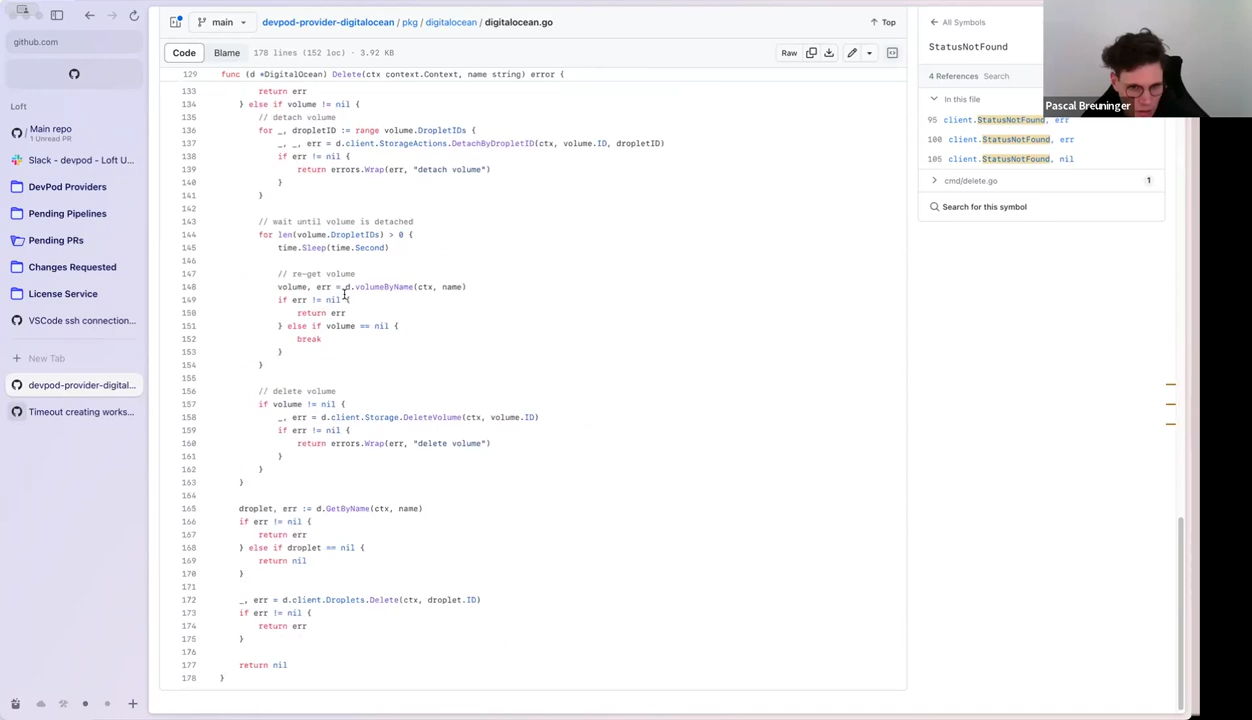 github.com
Loft
Main repo
1 Unread PR
Slack - devpod - Loft U...
DevPod Providers
Pending Pipelines
Pending PRs
Changes Requested
License Service
VSCode ssh connection...
New Tab
devpod-provider-digital...
Timeout creating works...
main
devpod-provider-digitalocean / pkg / digitalocean / digitalocean.go
Top
Code Blame 178 lines (152 loc) · 3.92 KB
Raw
129 func (d *DigitalOcean) Delete(ctx context.Context, name string) error {
133 return err
134 } else if volume != nil {
135 // detach volume
136 for _, dropletID := range volume.DropletIDs {
137 _, _, err = d.client.StorageActions.DetachByDropletID(ctx, volume.ID, dropletID)
138 if err != nil {
139 return errors.Wrap(err, "detach volume")
140 }
141 }
142
143 // wait until volume is detached
144 for len(volume.DropletIDs) > 0 {
145 time.Sleep(time.Second)
146
147 // re-get volume
148 volume, err = d.volumeByName(ctx, name)
149 if err != nil {
150 return err
151 } else if volume == nil {
152 break
153 }
154 }
155
156 // delete volume
157 if volume != nil {
158 _, err = d.client.Storage.DeleteVolume(ctx, volume.ID)
159 if err != nil {
160 return errors.Wrap(err, "delete volume")
161 }
162 }
163 }
164
165 droplet, err := d.GetByName(ctx, name)
166 if err != nil {
167 return err
168 } else if droplet == nil {
169 return nil
170 }
171
172 _, err = d.client.Droplets.Delete(ctx, droplet.ID)
173 if err != nil {
174 return err
175 }
176
177 return nil
178 }
All Symbols
StatusNotFound
4 References Search
In this file
95 client.StatusNotFound, err
100 client.StatusNotFound, err
105 client.StatusNotFound, nil
cmd/delete.go 1
Search for this symbol
Pascal Breuninger